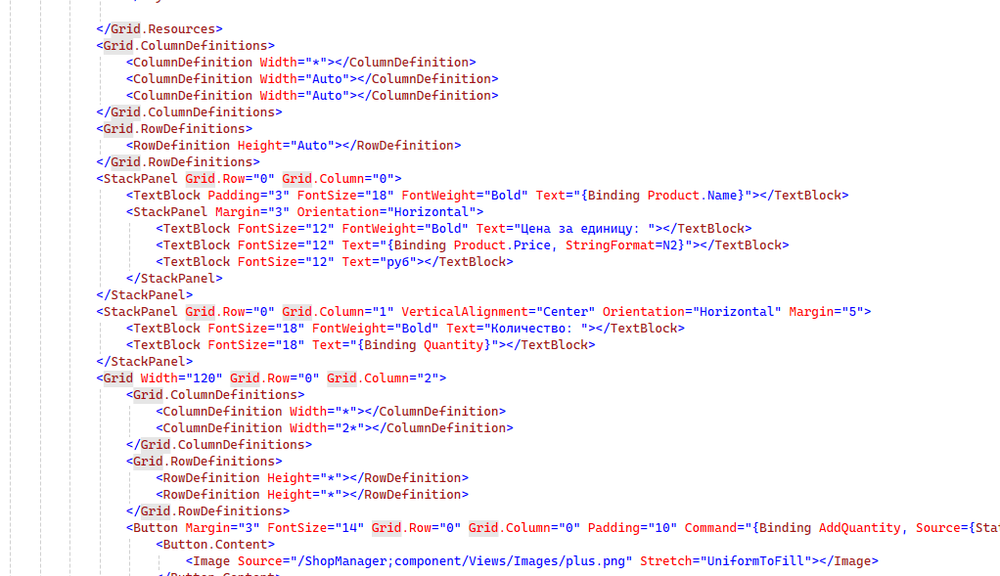 </Grid.Resources>
<Grid.ColumnDefinitions>
<ColumnDefinition Width="*"></ColumnDefinition>
<ColumnDefinition Width="Auto"></ColumnDefinition>
<ColumnDefinition Width="Auto"></ColumnDefinition>
</Grid.ColumnDefinitions>
<Grid.RowDefinitions>
<RowDefinition Height="Auto"></RowDefinition>
</Grid.RowDefinitions>
<StackPanel Grid.Row="0" Grid.Column="0">
<TextBlock Padding="3" FontSize="18" FontWeight="Bold" Text="{Binding Product.Name}"></TextBlock>
<StackPanel Margin="3" Orientation="Horizontal">
<TextBlock FontSize="12" FontWeight="Bold" Text="Цена за единицу: "></TextBlock>
<TextBlock FontSize="12" Text="{Binding Product.Price, StringFormat=N2}"></TextBlock>
<TextBlock FontSize="12" Text="руб"></TextBlock>
</StackPanel>
</StackPanel>
<StackPanel Grid.Row="0" Grid.Column="1" VerticalAlignment="Center" Orientation="Horizontal" Margin="5">
<TextBlock FontSize="18" FontWeight="Bold" Text="Количество: "></TextBlock>
<TextBlock FontSize="18" Text="{Binding Quantity}"></TextBlock>
</StackPanel>
<Grid Width="120" Grid.Row="0" Grid.Column="2">
<Grid.ColumnDefinitions>
<ColumnDefinition Width="*"></ColumnDefinition>
<ColumnDefinition Width="2*"></ColumnDefinition>
</Grid.ColumnDefinitions>
<Grid.RowDefinitions>
<RowDefinition Height="*"></RowDefinition>
<RowDefinition Height="*"></RowDefinition>
</Grid.RowDefinitions>
<Button Margin="3" FontSize="14" Grid.Row="0" Grid.Column="0" Padding="10" Command="{Binding AddQuantity, Source={Sta
<Button.Content>
<Image Source="/ShopManager;component/Views/Images/plus.png" Stretch="UniformToFill"></Image>